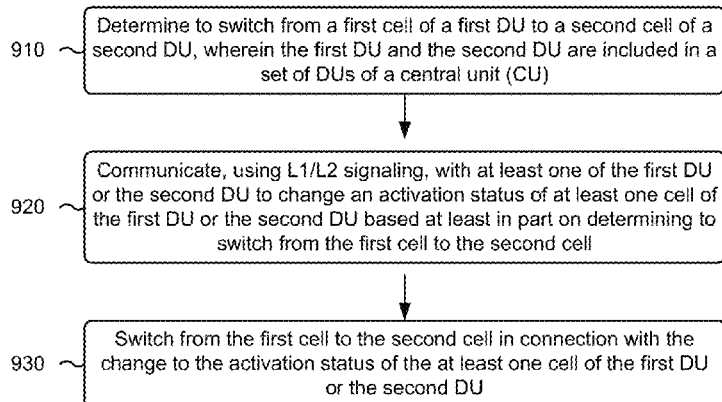 910
Determine to switch from a first cell of a first DU to a second cell of a
second DU, wherein the first DU and the second DU are included in a
set of DUs of a central unit (CU)
920
Communicate, using L1/L2 signaling, with at least one of the first DU
or the second DU to change an activation status of at least one cell of
the first DU or the second DU based at least in part on determining to
switch from the first cell to the second cell
930
Switch from the first cell to the second cell in connection with the
change to the activation status of the at least one cell of the first DU
or the second DU